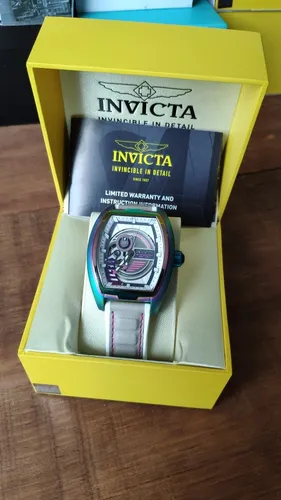 INVICTA
INVINCIBLE IN DETAIL
INVICTA
INVINCIBLE IN DETAIL
SINCE 1837
LIMITED WARRANTY AND
INSTRUCTION INFORMATION